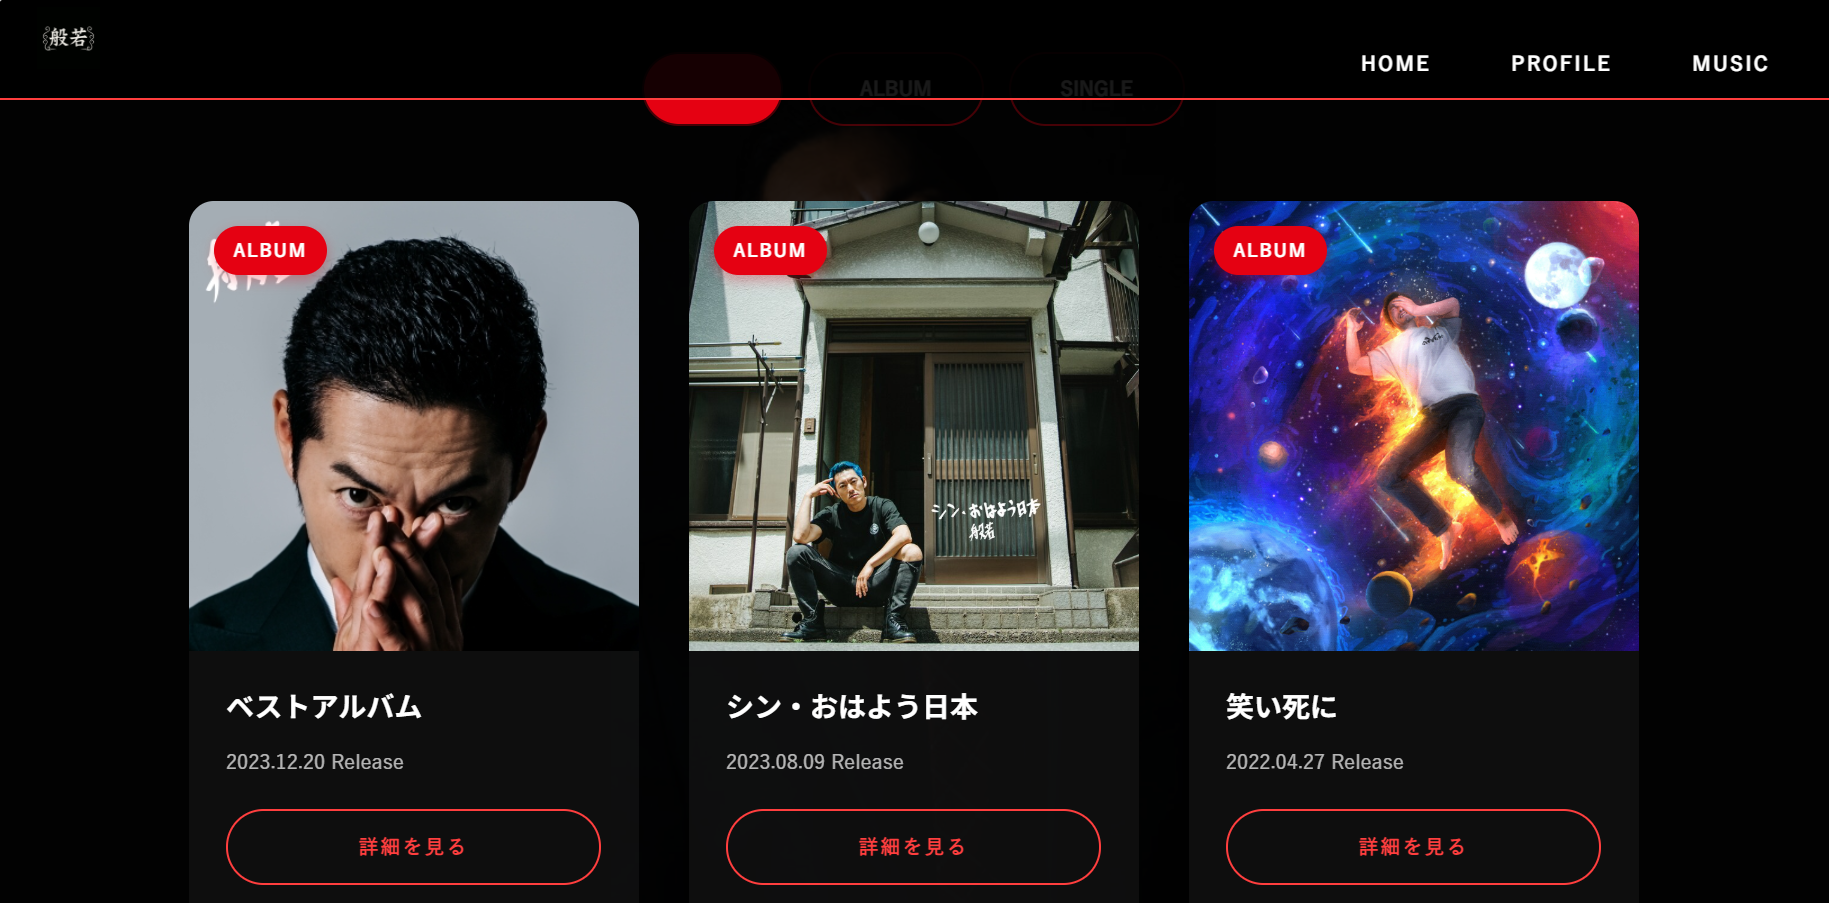 般若
HOME
PROFILE
MUSIC
ALBUM
SINGLE
ALBUM
ALBUM
ALBUM
シン・おはよう日本
般若
ベストアルバム
シン・おはよう日本
笑い死に
2023.12.20 Release
2023.08.09 Release
2022.04.27 Release
詳細を見る
詳細を見る
詳細を見る